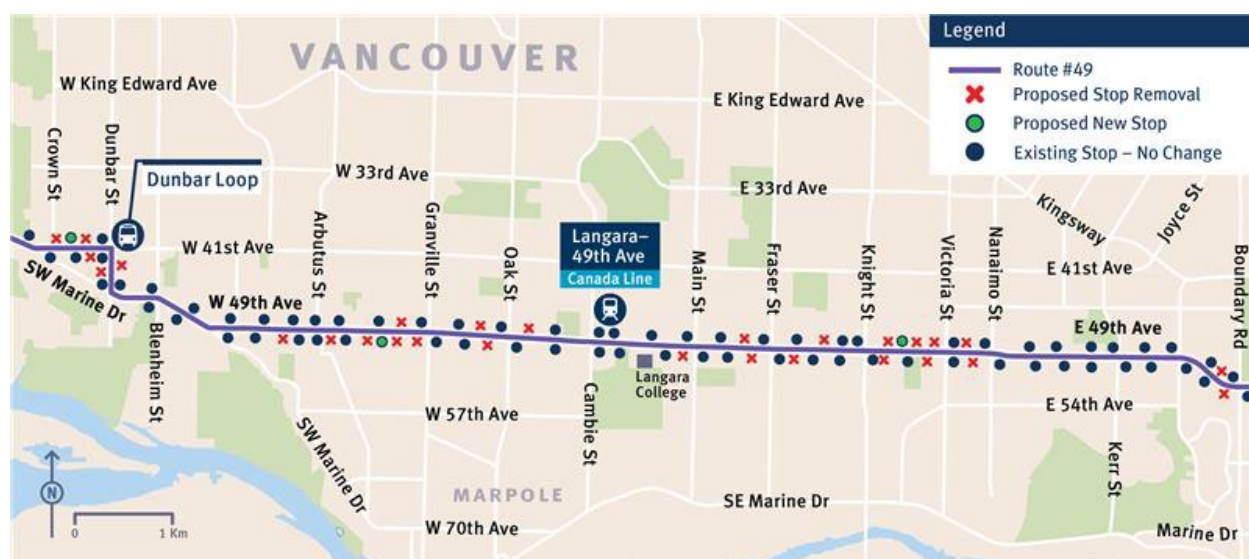 VANCOUVER
Legend
Route #49
Proposed Stop Removal
Proposed New Stop
Existing Stop – No Change
W King Edward Ave
E King Edward Ave
Crown St
Dunbar St
Dunbar Loop
W 33rd Ave
E 33rd Ave
Kingsway
Joyce St
Arbutus St
Granville St
Oak St
Langara–
49th Ave
Canada Line
Main St
Fraser St
Knight St
Victoria St
Nanaimo St
Boundary Rd
W 41st Ave
E 41st Ave
SW Marine Dr
W 49th Ave
E 49th Ave
Blenheim St
Langara
College
Cambie St
W 57th Ave
E 54th Ave
SW Marine Dr
Kerr St
MARPOLE
SE Marine Dr
N
0 1 Km
W 70th Ave
Marine Dr